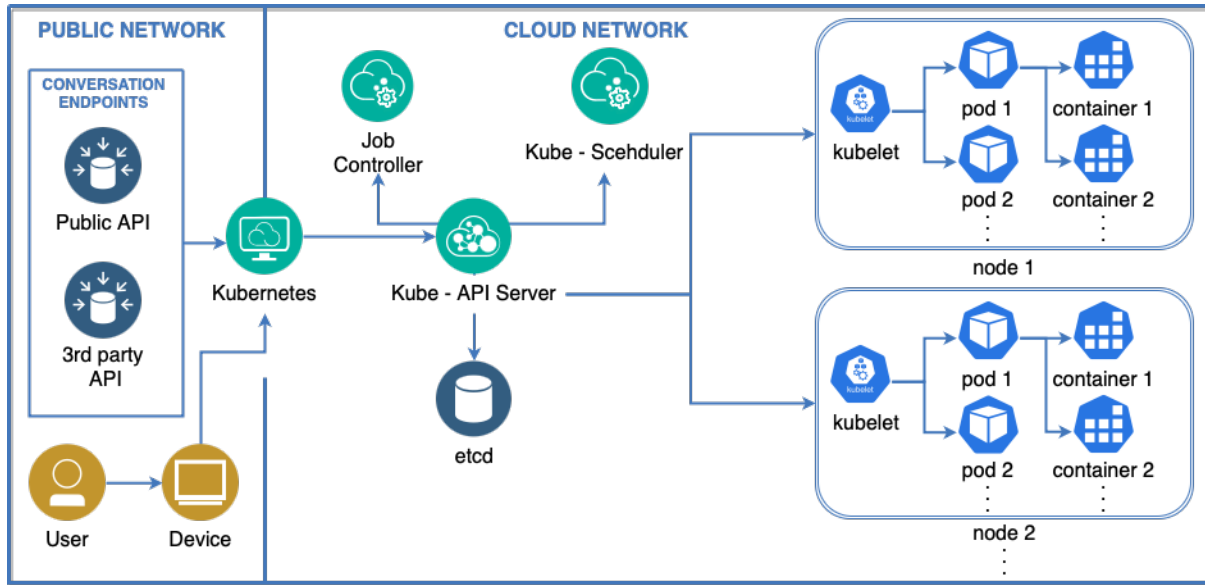 PUBLIC NETWORK
CLOUD NETWORK
CONVERSATION
ENDPOINTS
Public API
3rd party
API
User
Device
Kubernetes
Job
Controller
Kube - Scehduler
Kube - API Server
etcd
kubelet
kubelet
pod 1
container 1
pod 2
container 2
node 1
kubelet
kubelet
pod 1
container 1
pod 2
container 2
node 2